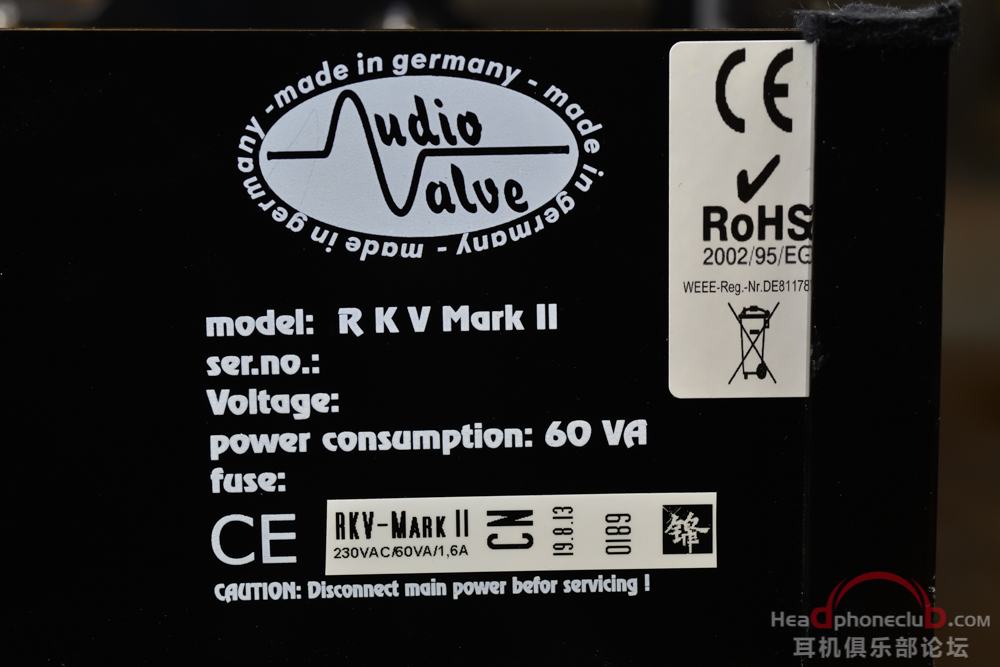 made in germany - made in germany - made in germany -
Audio
Valve
CE
RoHS
2002/95/EG
WEEE-Reg.-Nr.DE81178
model: R K V Mark II
ser.no.:
Voltage:
power consumption: 60 VA
fuse:
CE
RKV-MARK II
230VAC/60VA/1,6A
CN
19.8.13
0189
锦
CAUTION: Disconnect main power befor servicing !
HeadphonecluD.com
耳机俱乐部论坛